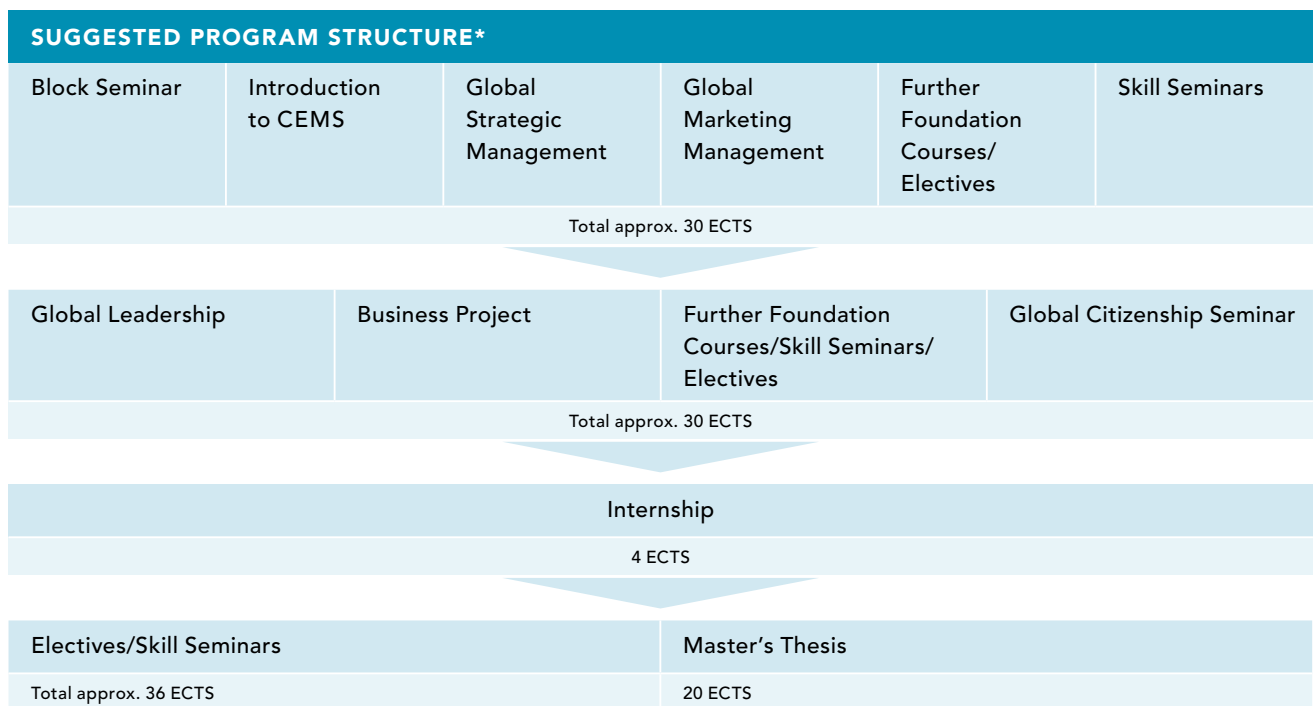 SUGGESTED PROGRAM STRUCTURE*
Block Seminar
Introduction
to CEMS
Global
Strategic
Management
Global
Marketing
Management
Further
Foundation
Courses/
Electives
Skill Seminars
Total approx. 30 ECTS
Global Leadership
Business Project
Further Foundation
Courses/Skill Seminars/
Electives
Global Citizenship Seminar
Total approx. 30 ECTS
Internship
4 ECTS
Electives/Skill Seminars
Master’s Thesis
Total approx. 36 ECTS
20 ECTS